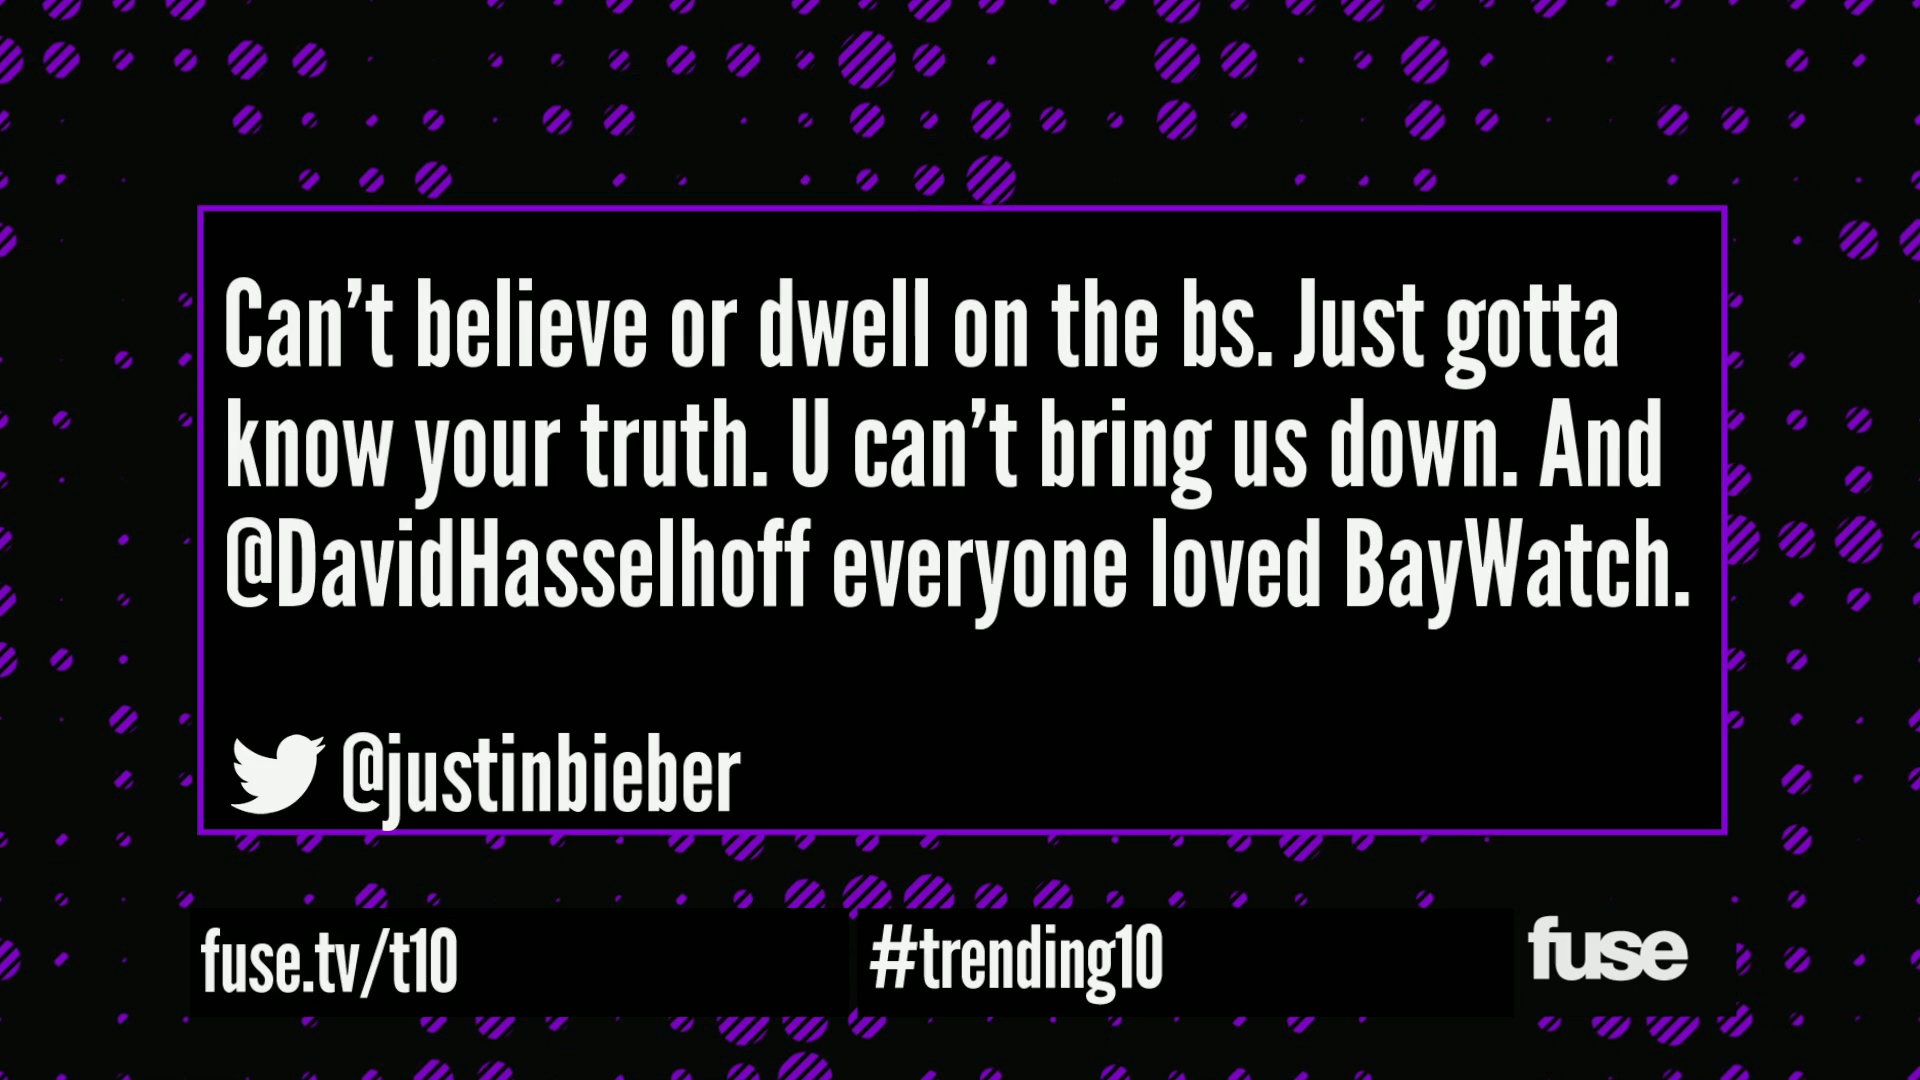 Can’t believe or dwell on the bs. Just gotta
know your truth. U can’t bring us down. And
@DavidHasselhoff everyone loved BayWatch.
@justinbieber
fuse.tv/t10
#trending10
fuse